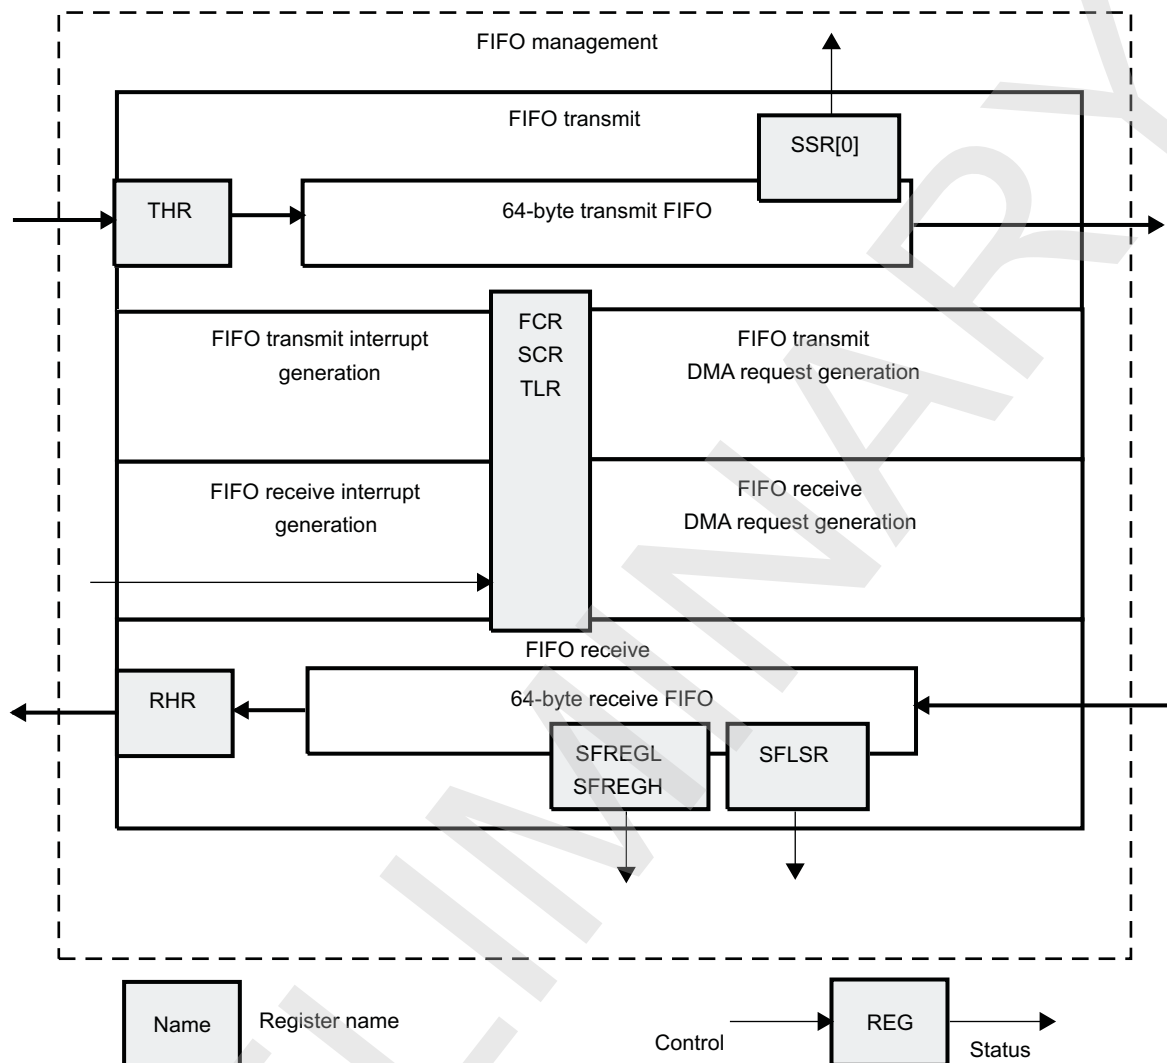 FIFO management
FIFO transmit
SSR[0]
THR
64-byte transmit FIFO
FCR
SCR
TLR
FIFO transmit interrupt
generation
FIFO transmit
DMA request generation
FIFO receive interrupt
generation
FIFO receive
DMA request generation
FIFO receive
RHR
64-byte receive FIFO
SFREGL
SFREGH
SFLSR
Name
Register name
Control
REG
Status